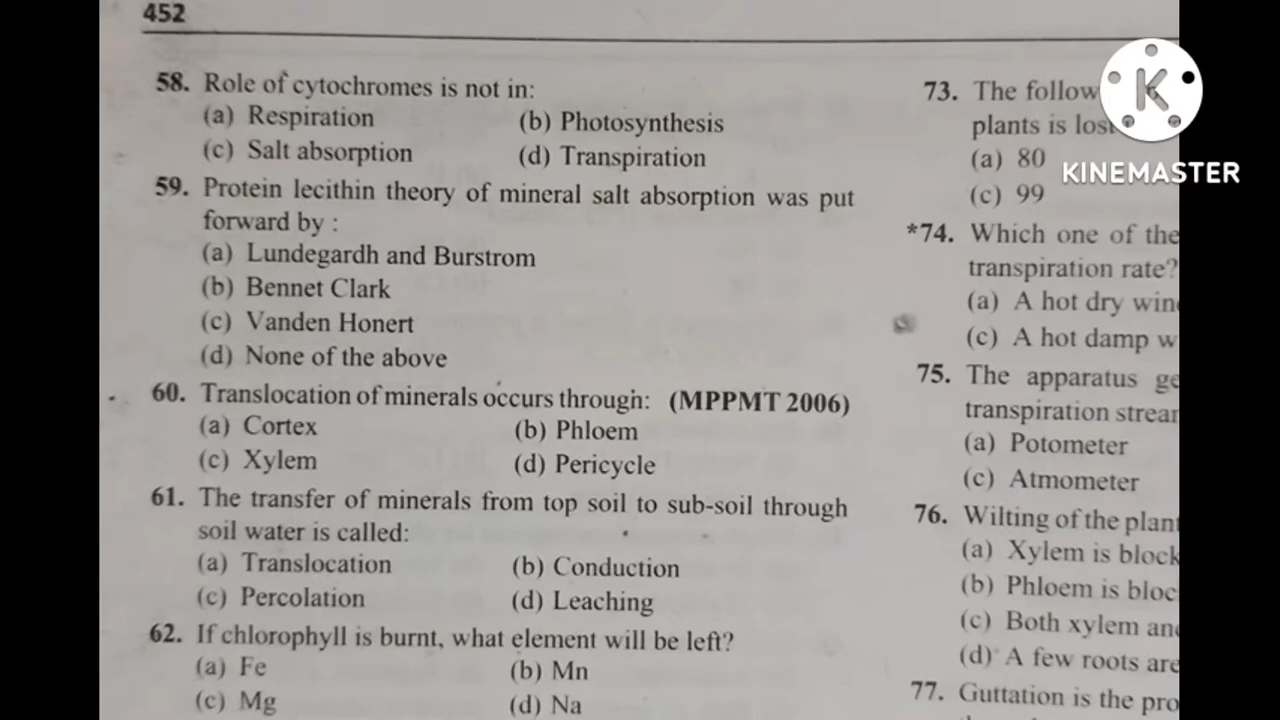 452
58. Role of cytochromes is not in:
(a) Respiration (b) Photosynthesis
(c) Salt absorption (d) Transpiration
59. Protein lecithin theory of mineral salt absorption was put
forward by :
(a) Lundegardh and Burstrom
(b) Bennet Clark
(c) Vanden Honert
(d) None of the above
60. Translocation of minerals occurs through: (MPPMT 2006)
(a) Cortex (b) Phloem
(c) Xylem (d) Pericycle
61. The transfer of minerals from top soil to sub-soil through
soil water is called:
(a) Translocation (b) Conduction
(c) Percolation (d) Leaching
62. If chlorophyll is burnt, what element will be left?
(a) Fe (b) Mn
(c) Mg (d) Na
73. The follow
plants is lost
(a) 80
(c) 99
*74. Which one of the
transpiration rate?
(a) A hot dry win
(c) A hot damp w
75. The apparatus ge
transpiration strear
(a) Potometer
(c) Atmometer
76. Wilting of the plant
(a) Xylem is block
(b) Phloem is bloc
(c) Both xylem and
(d) A few roots are
77. Guttation is the pro
K
KINEMASTER